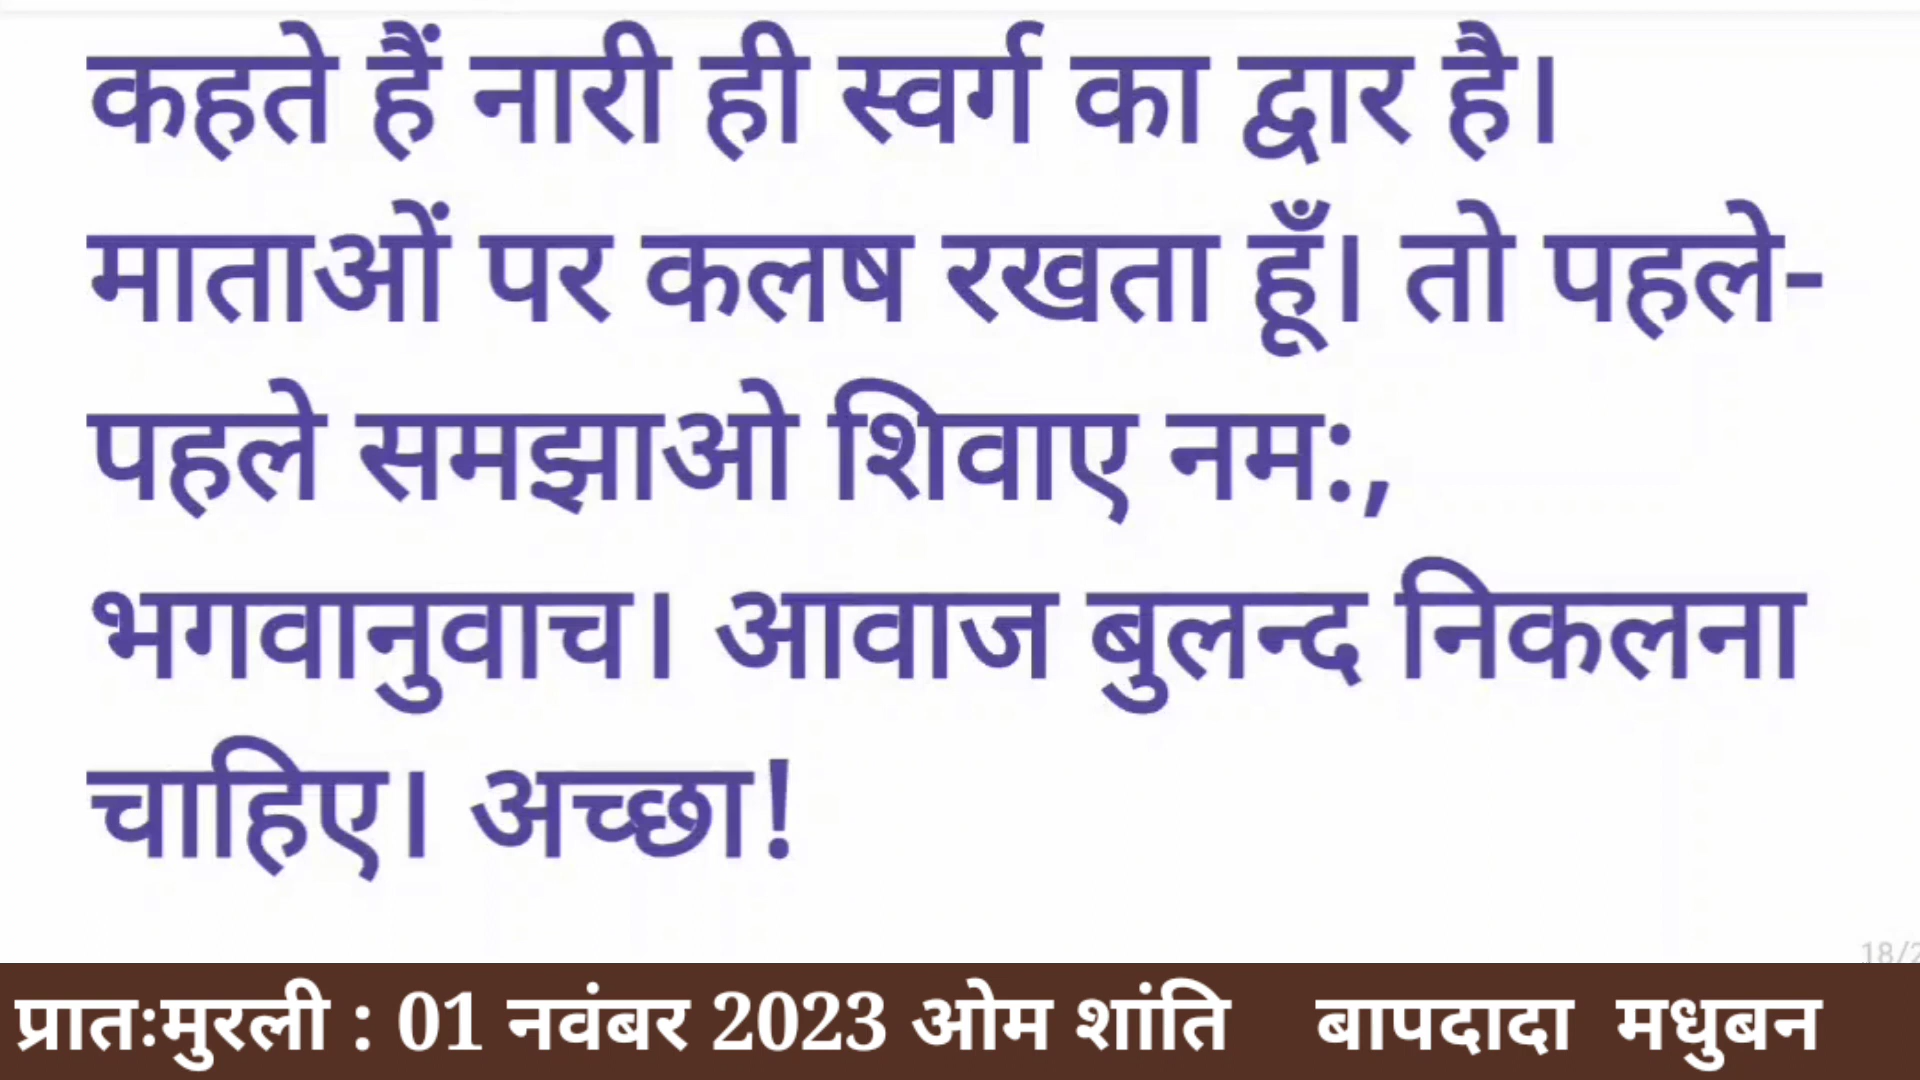 कहते हैं नारी ही स्वर्ग का द्वार है।
माताओं पर कलष रखता हूँ। तो पहले-
पहले समझाओ शिवाए नम:,
भगवानुवाच। आवाज बुलन्द निकलना
चाहिए। अच्छा!
प्रातःमुरली : 01 नवंबर 2023 ओम शांति बापदादा मधुबन